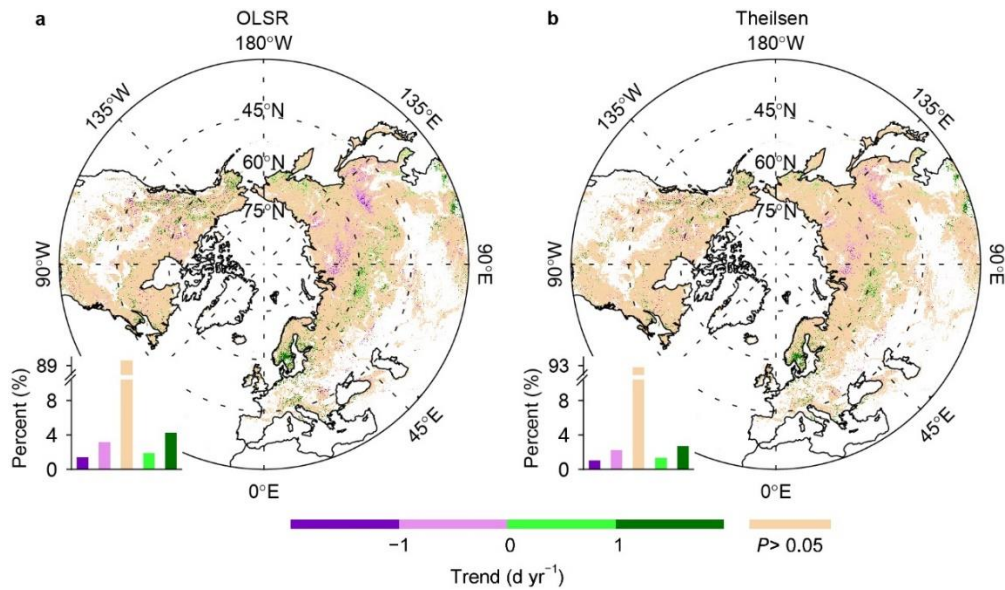 a OLSR
180°W
135°W
135°E
45°N
60°N
75°N
90°W
90°E
45°E
0°E
89
8
4
0
Percent (%)
b Theilsen
180°W
135°W
135°E
45°N
60°N
75°N
90°W
90°E
45°E
0°E
93
8
4
0
Percent (%)
−1 0 1 P> 0.05
Trend (d yr⁻¹)